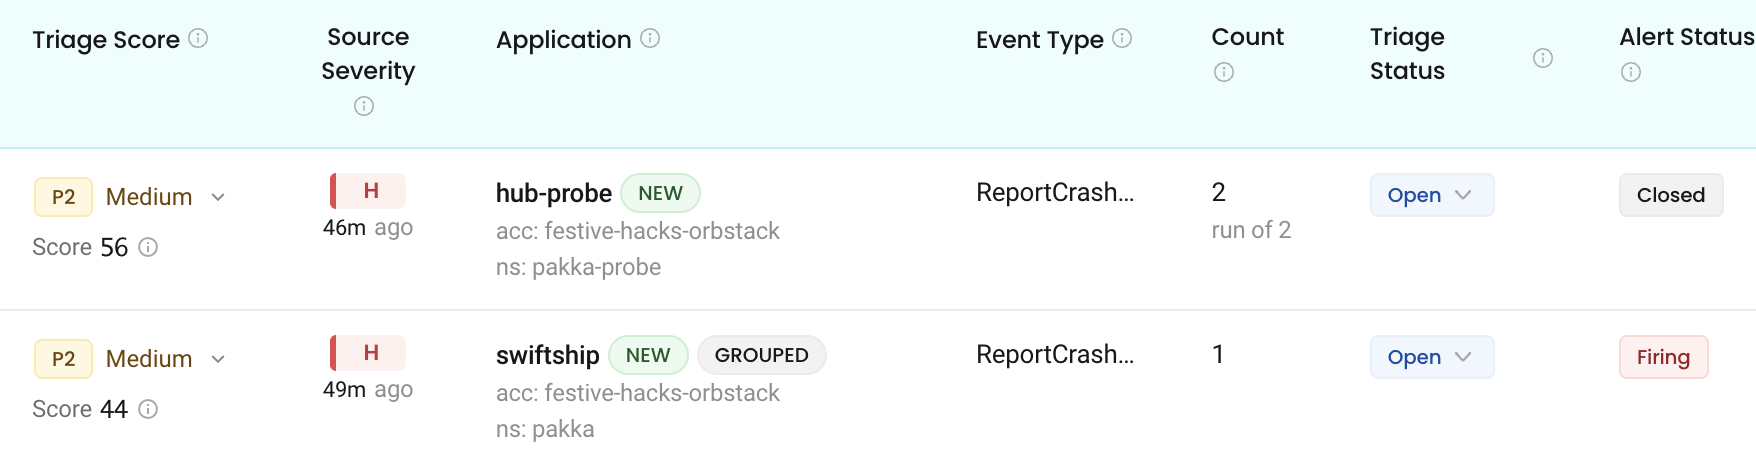 Triage Score
Source Severity
Application
Event Type
Count
Triage Status
Alert Status
P2 Medium
Score 56
H
46m ago
hub-probe NEW
acc: festive-hacks-orbstack
ns: pakka-probe
ReportCrash...
2
run of 2
Open
Closed
P2 Medium
Score 44
H
49m ago
swiftship NEW GROUPED
acc: festive-hacks-orbstack
ns: pakka
ReportCrash...
1
Open
Firing